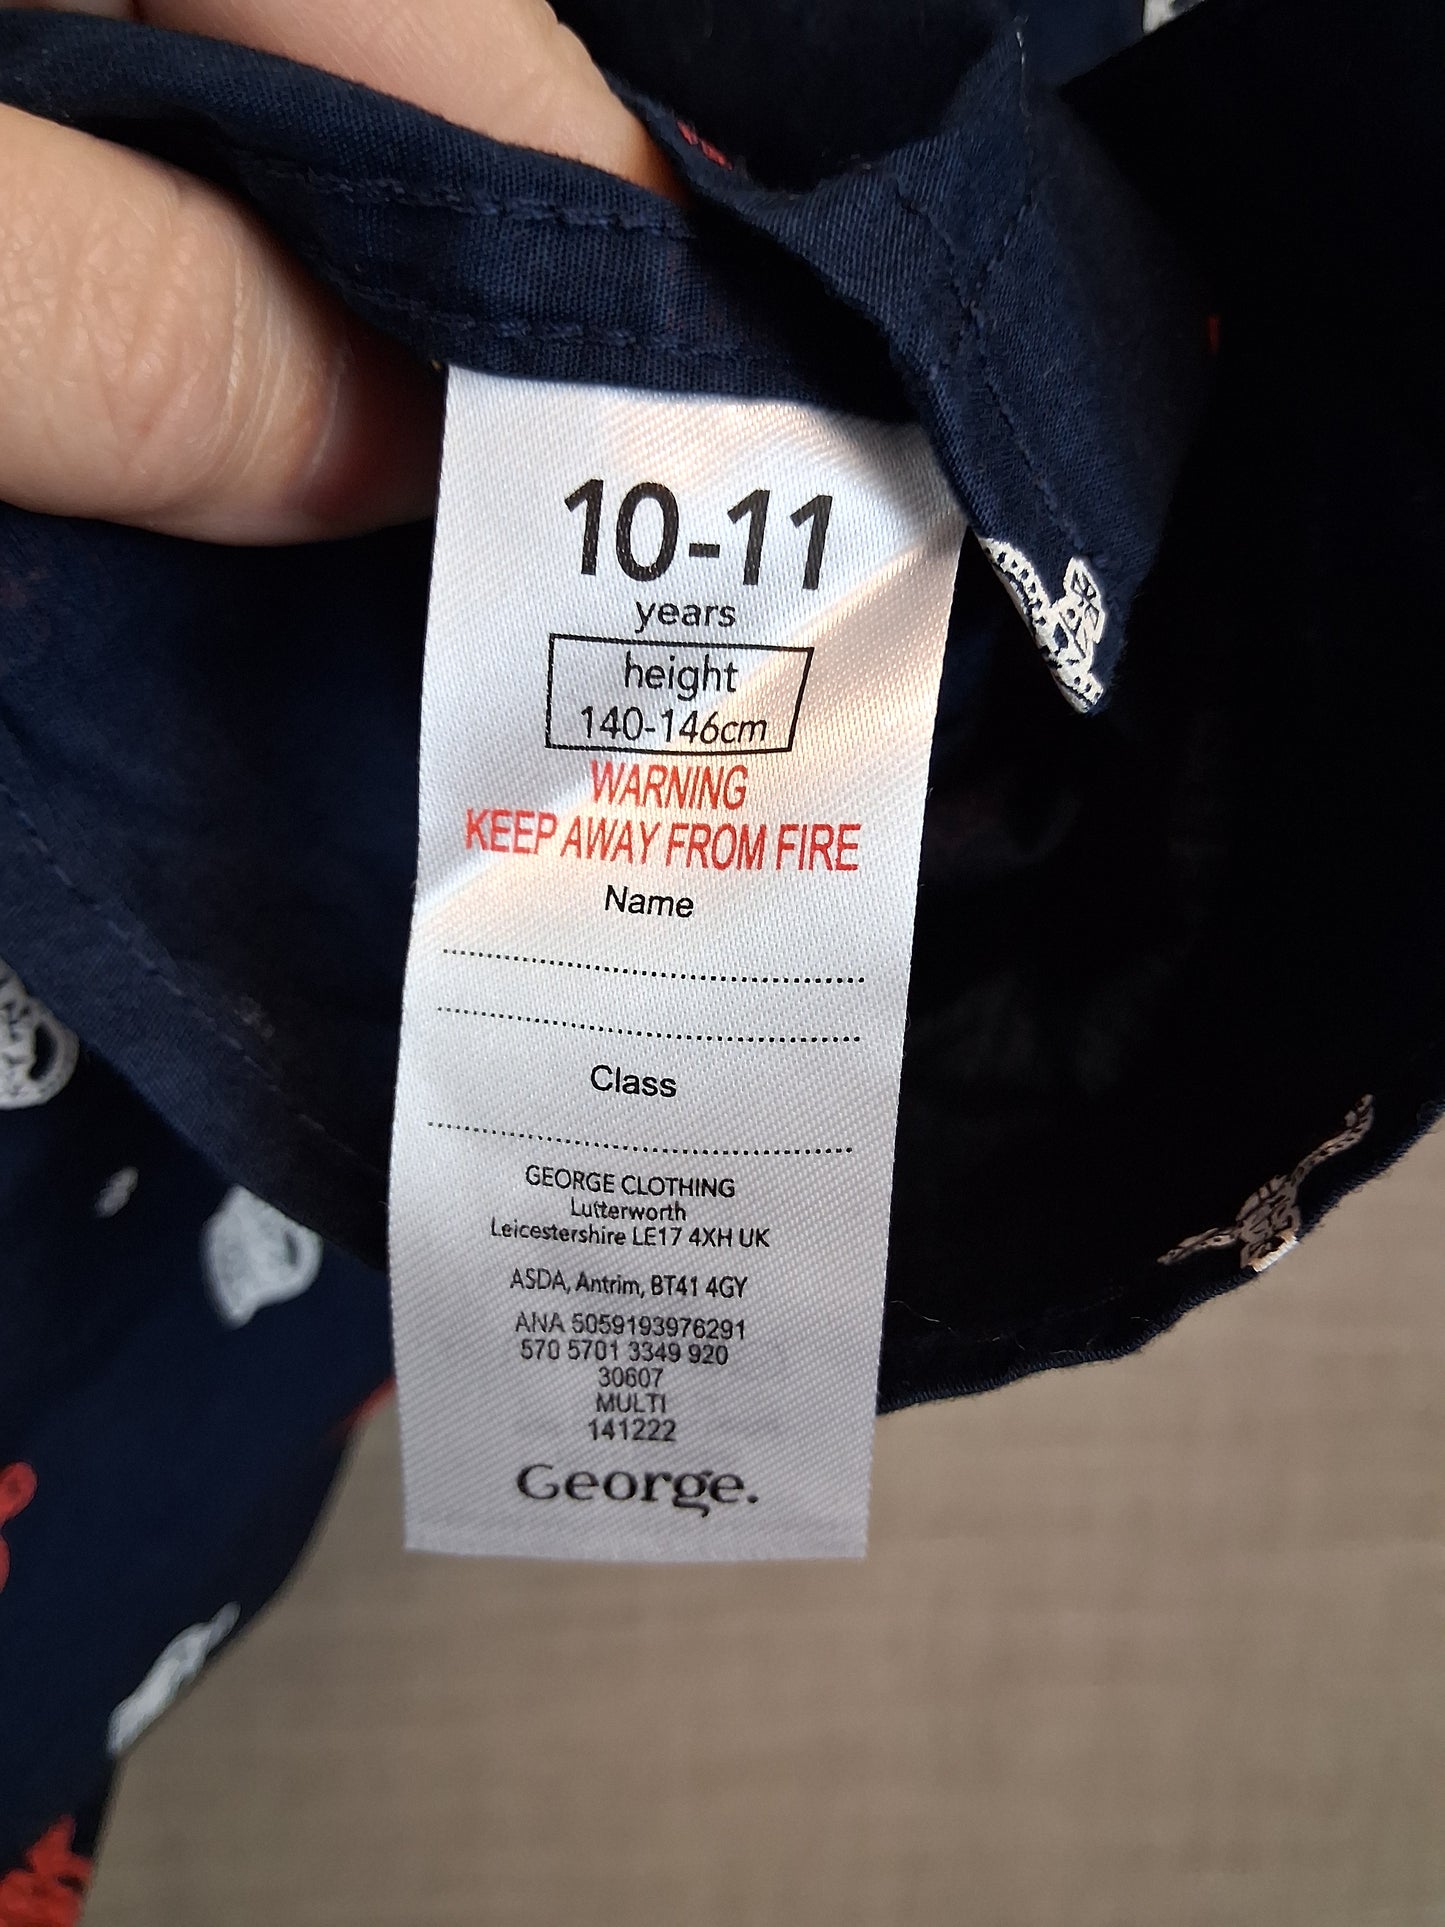 10-11
years
height
140-146cm
WARNING
KEEP AWAY FROM FIRE
Name
Class
GEORGE CLOTHING
Lutterworth
Leicestershire LE17 4XH UK
ASDA, Antrim, BT41 4GY
ANA 5059193976291
570 5701 3349 920
30607
MULTI
141222
George.